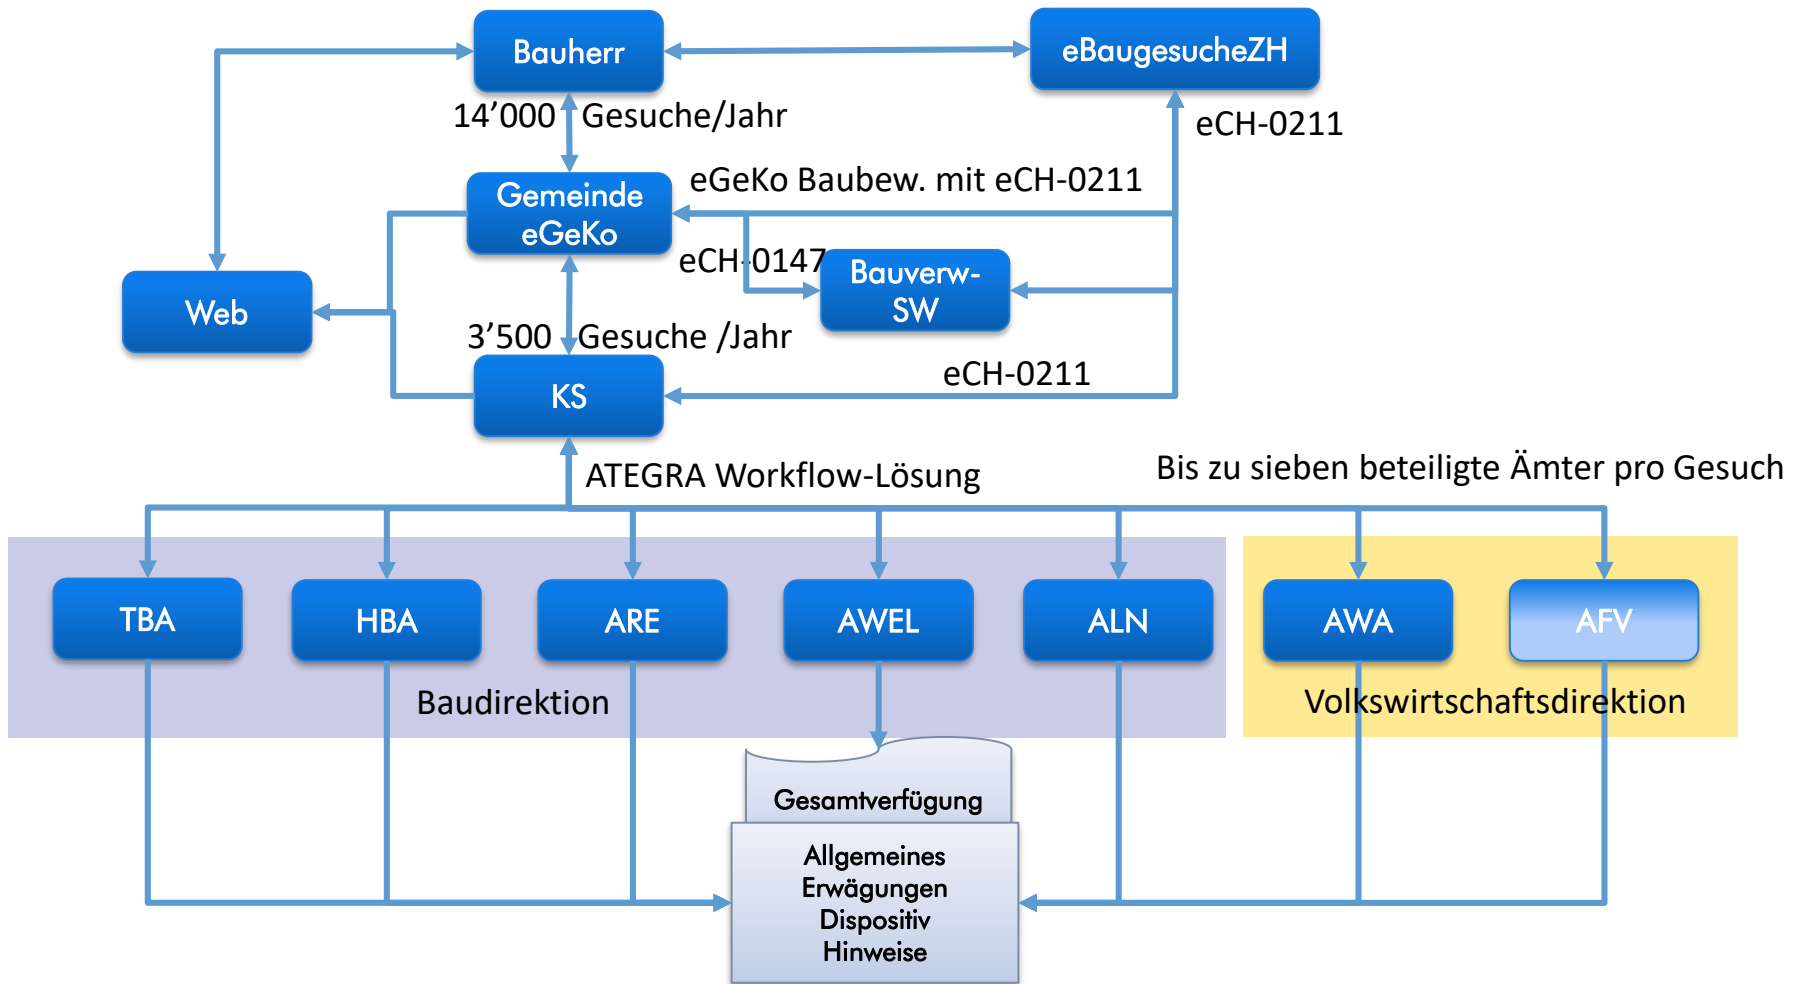 Bauherr
eBaugesucheZH
14’000 Gesuche/Jahr
eCH-0211
eGeKo Baubew. mit eCH-0211
Gemeinde
eGeKo
eCH-0147
Bauverw-
SW
Web
3’500 Gesuche /Jahr
eCH-0211
KS
ATEGRA Workflow-Lösung
Bis zu sieben beteiligte Ämter pro Gesuch
TBA
HBA
ARE
AWEL
ALN
AWA
AFV
Baudirektion
Volkswirtschaftsdirektion
Gesamtverfügung
Allgemeines
Erwägungen
Dispositiv
Hinweise